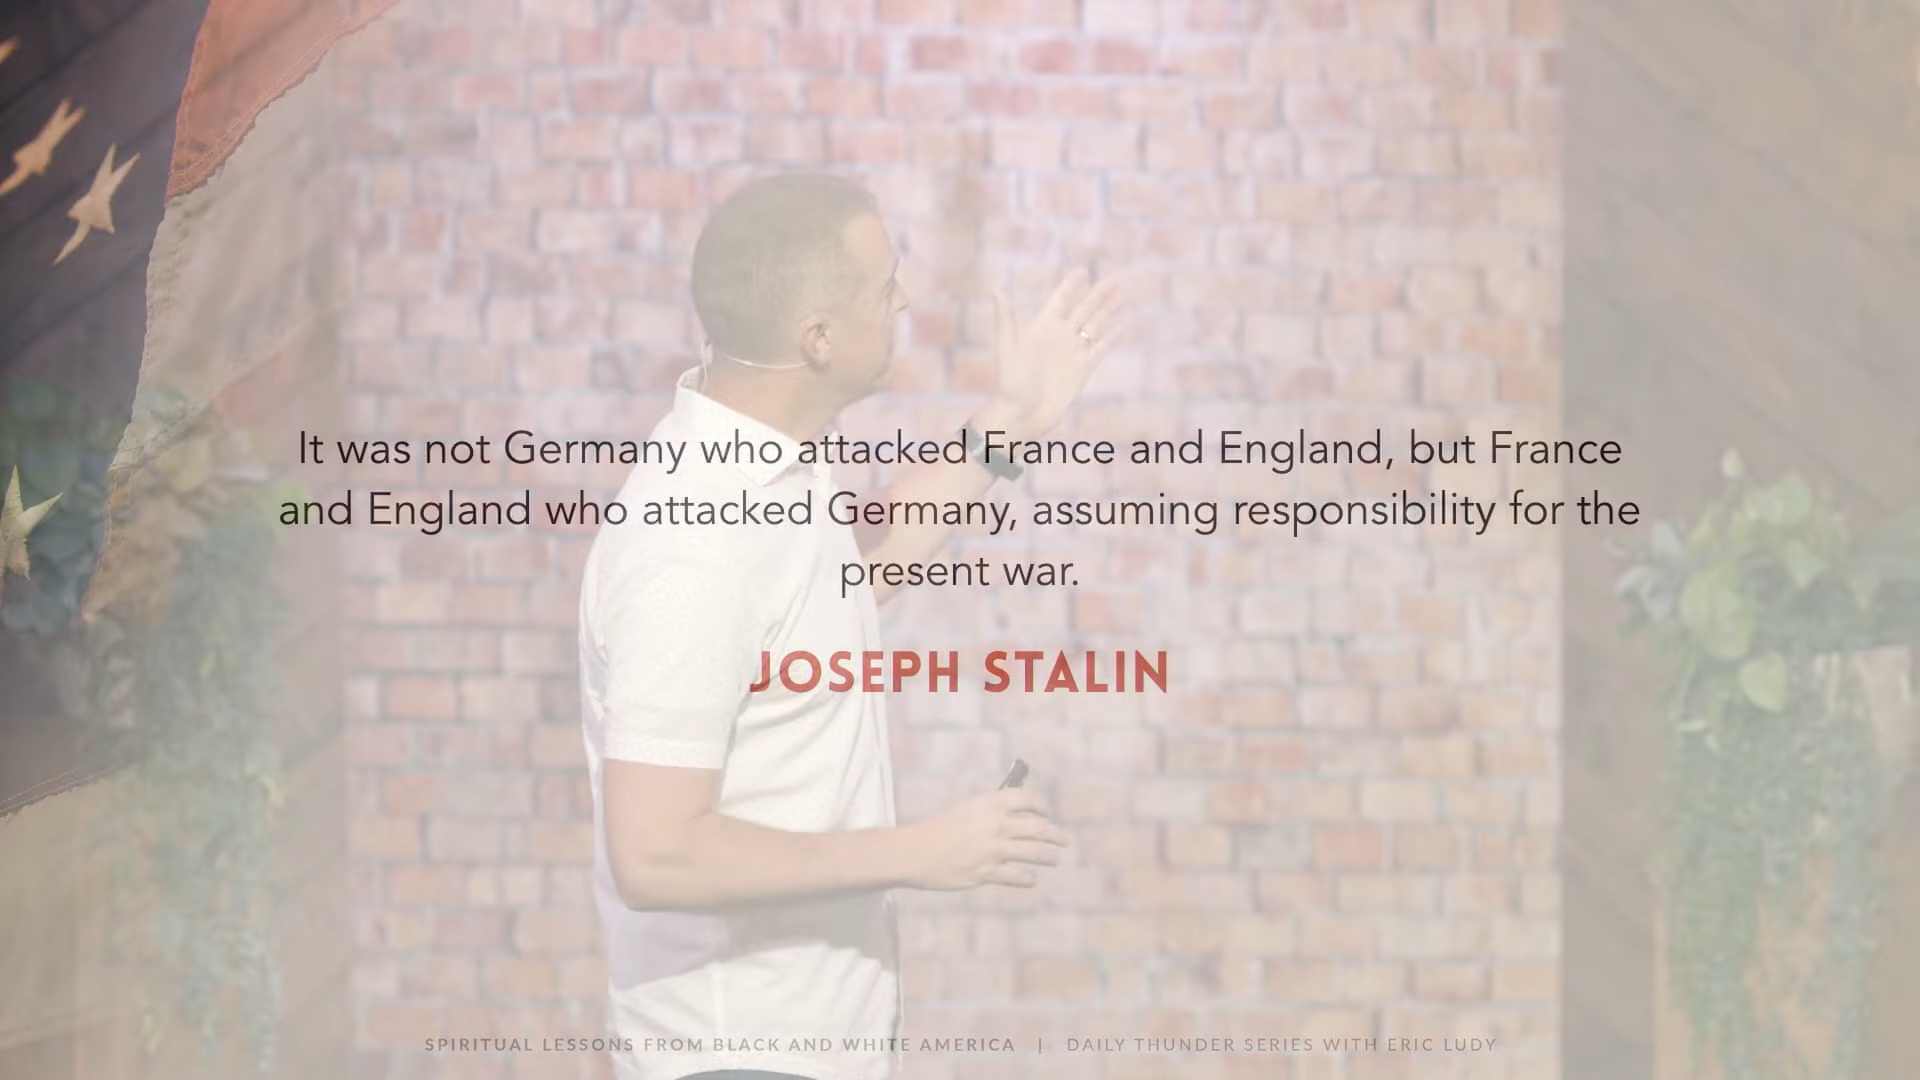 It was not Germany who attacked France and England, but France
and England who attacked Germany, assuming responsibility for the
present war.
JOSEPH STALIN
SPIRITUAL LESSONS FROM BLACK AND WHITE AMERICA | DAILY THUNDER SERIES WITH ERIC LUDY